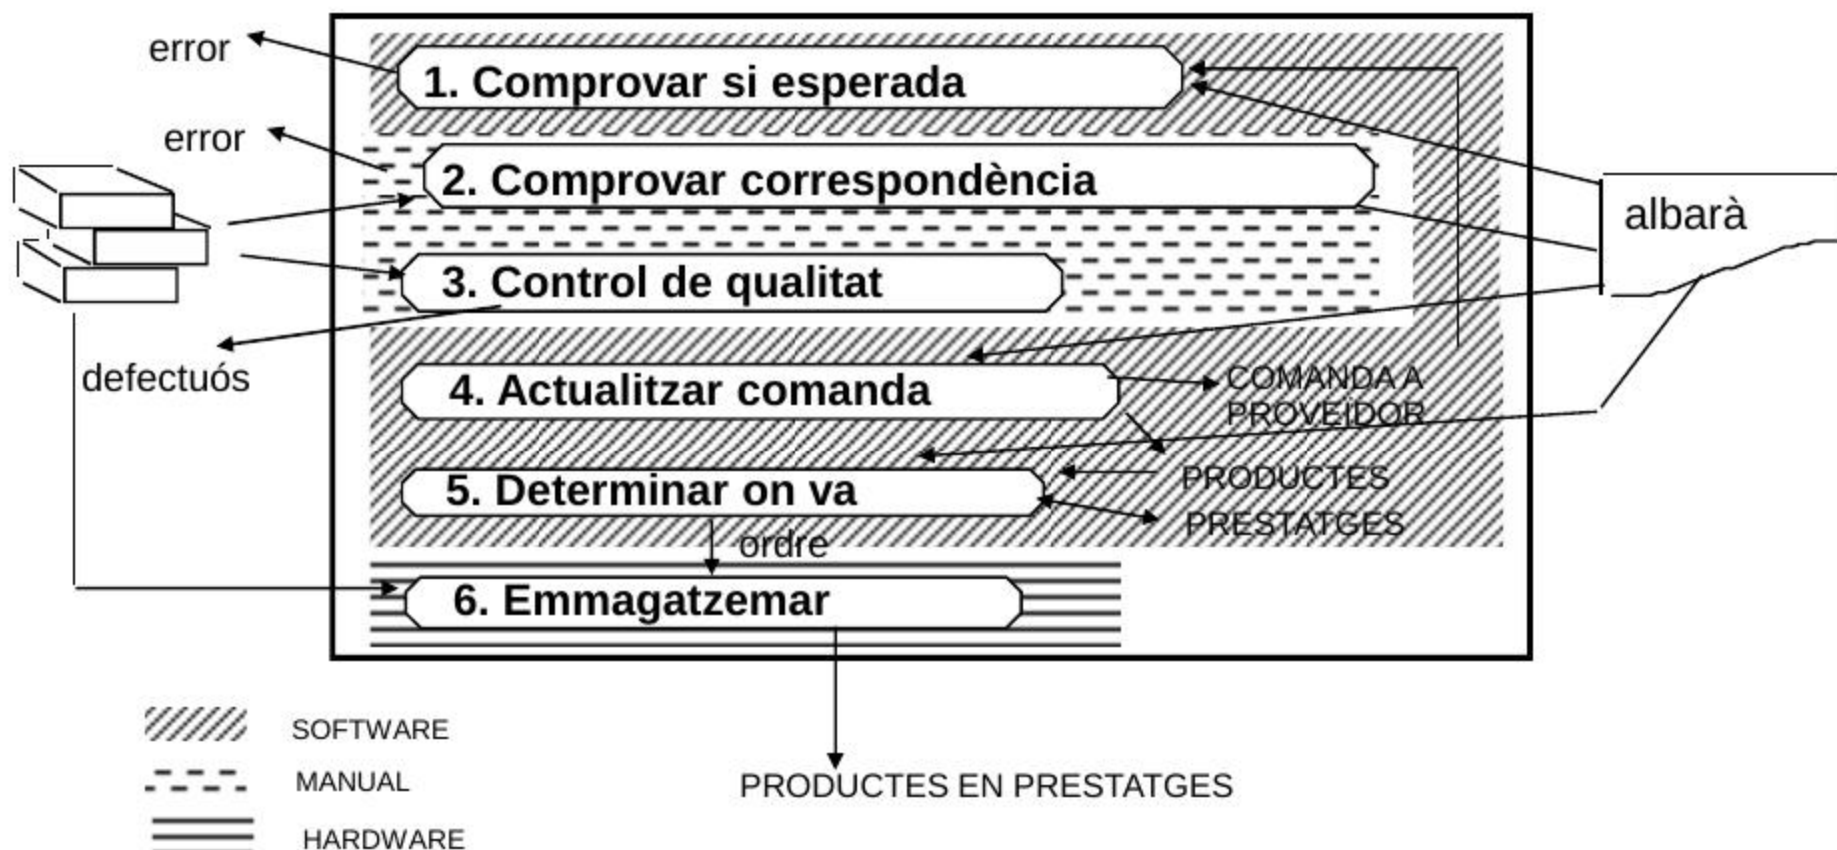 error
1. Comprovar si esperada
error
2. Comprovar correspondència
albarà
3. Control de qualitat
defectuós
4. Actualitzar comanda
COMANDA A
PROVEÏDOR
5. Determinar on va
PRODUCTES
PRESTATGES
ordre
6. Emmagatzemar
SOFTWARE
MANUAL
PRODUCTES EN PRESTATGES
HARDWARE